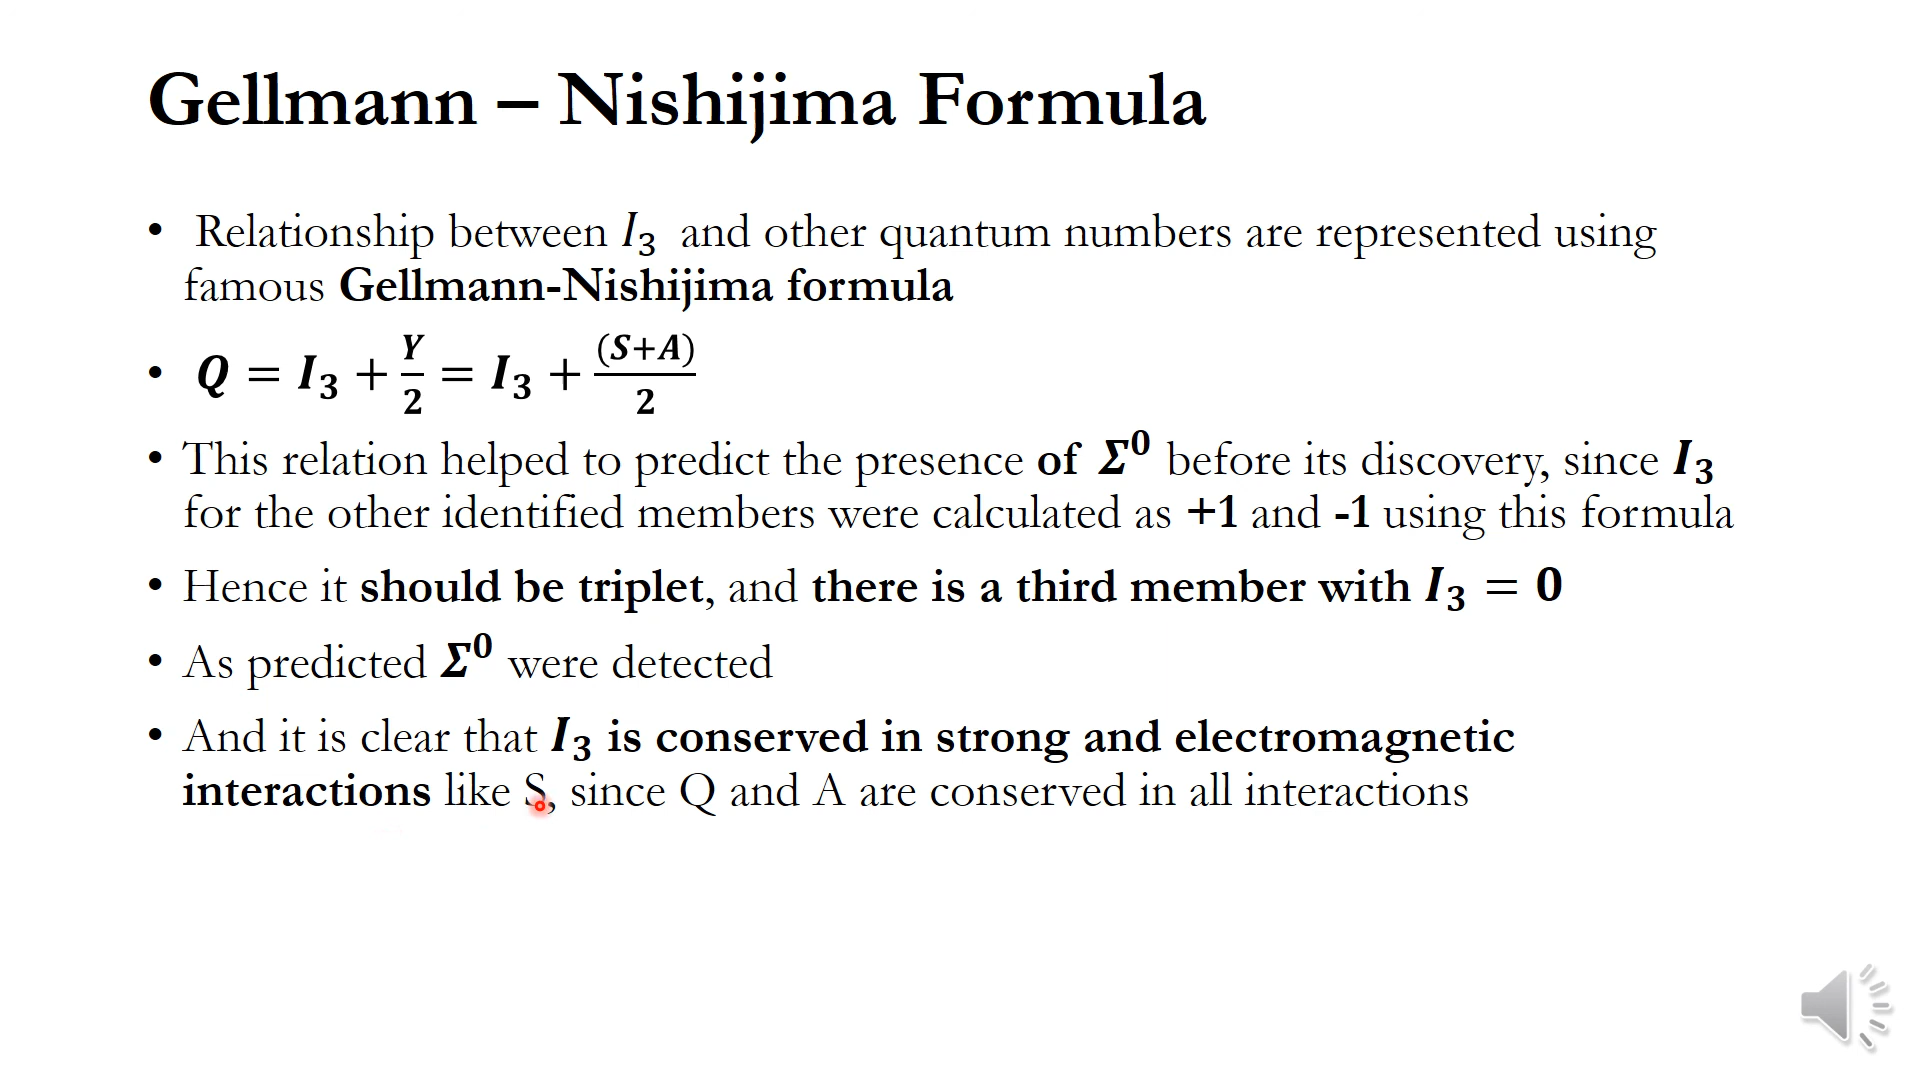 Gellmann – Nishijima Formula
• Relationship between I₃ and other quantum numbers are represented using
famous Gellmann-Nishijima formula
• Q = I₃ + Y/2 = I₃ + (S+A)/2
• This relation helped to predict the presence of Σ⁰ before its discovery, since I₃
for the other identified members were calculated as +1 and -1 using this formula
• Hence it should be triplet, and there is a third member with I₃ = 0
• As predicted Σ⁰ were detected
• And it is clear that I₃ is conserved in strong and electromagnetic
interactions like S, since Q and A are conserved in all interactions